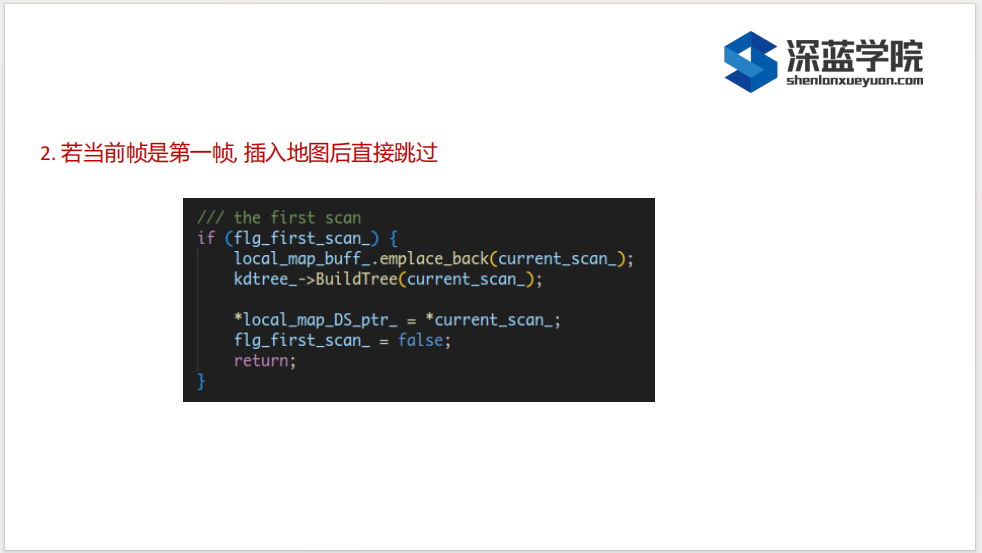 深蓝学院
shenlanxueyuan.com
2. 若当前帧是第一帧, 插入地图后直接跳过
/// the first scan
if (flg_first_scan_) {
    local_map_buff_.emplace_back(current_scan_);
    kdtree_->BuildTree(current_scan_);
    *local_map_DS_ptr_ = *current_scan_;
    flg_first_scan_ = false;
    return;
}